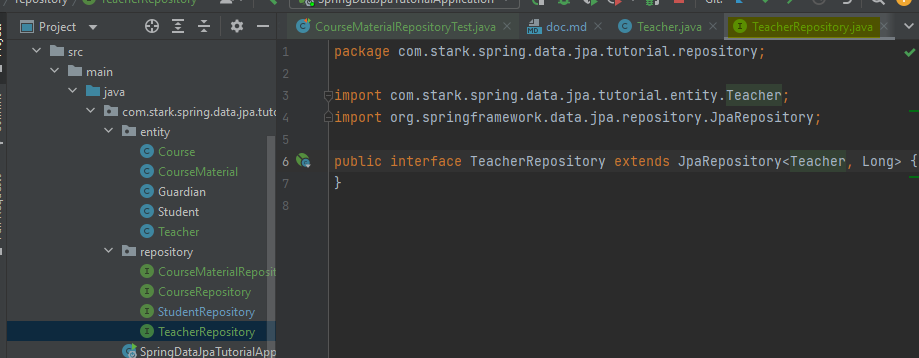 repository TeacherRepository SpringDataJpaTutorialApplication Git:
Project
CourseMaterialRepositoryTest.java doc.md Teacher.java TeacherRepository.java
src
main
java
com.stark.spring.data.jpa.tuto
entity
Course
CourseMaterial
Guardian
Student
Teacher
repository
CourseMaterialReposit
CourseRepository
StudentRepository
TeacherRepository
SpringDataJpaTutorialApp
1 package com.stark.spring.data.jpa.tutorial.repository;
2
3 import com.stark.spring.data.jpa.tutorial.entity.Teacher;
4 import org.springframework.data.jpa.repository.JpaRepository;
5
6 public interface TeacherRepository extends JpaRepository<Teacher, Long> {
7 }
8